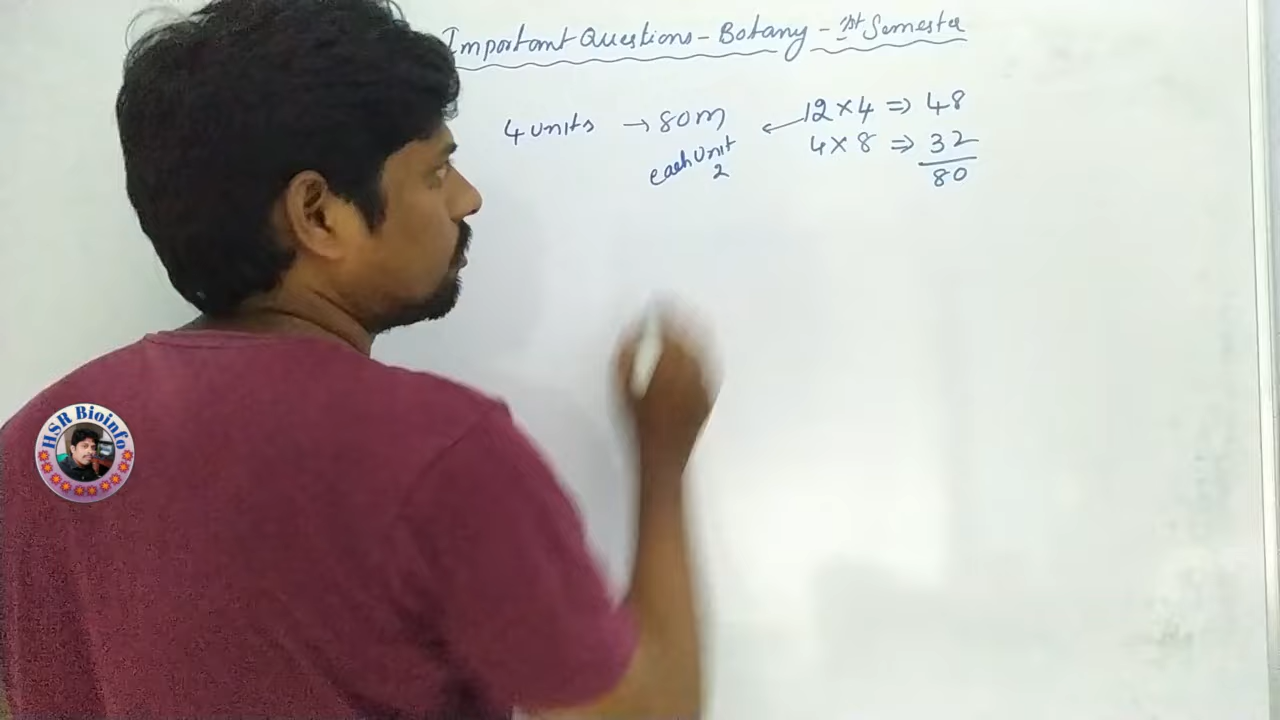 Important Questions - Botany - 1st Semester
4 Units → 80m
each Unit
2
12 × 4 ⇒ 48
4 × 8 ⇒ 32
80
HSR Bioinfo